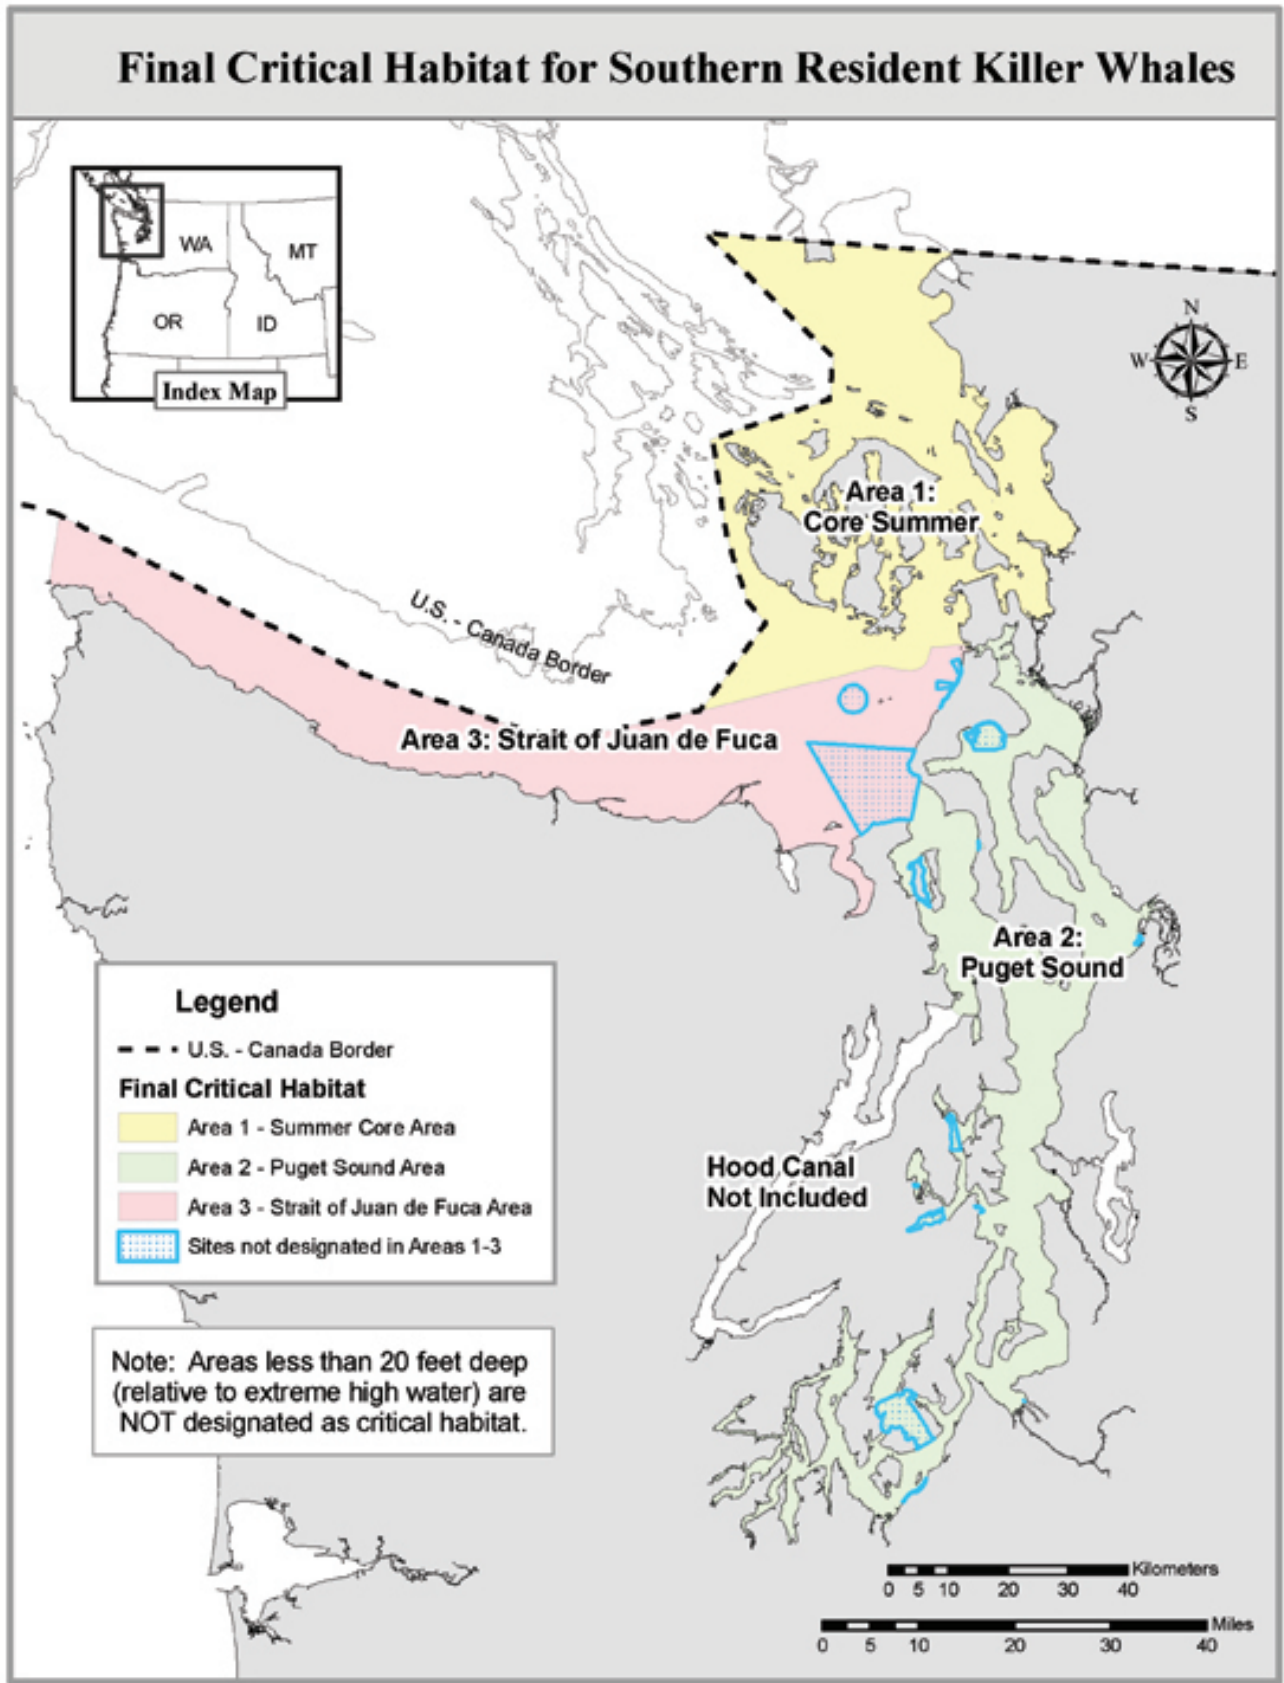 Final Critical Habitat for Southern Resident Killer Whales
WA
MT
OR
ID
Index Map
N
W
E
S
Area 1:
Core Summer
U.S. - Canada Border
Area 3: Strait of Juan de Fuca
Area 2:
Puget Sound
Hood Canal
Not Included
Legend
U.S. - Canada Border
Final Critical Habitat
Area 1 - Summer Core Area
Area 2 - Puget Sound Area
Area 3 - Strait of Juan de Fuca Area
Sites not designated in Areas 1-3
Note: Areas less than 20 feet deep
(relative to extreme high water) are
NOT designated as critical habitat.
Kilometers
0 5 10 20 30 40
Miles
0 5 10 20 30 40